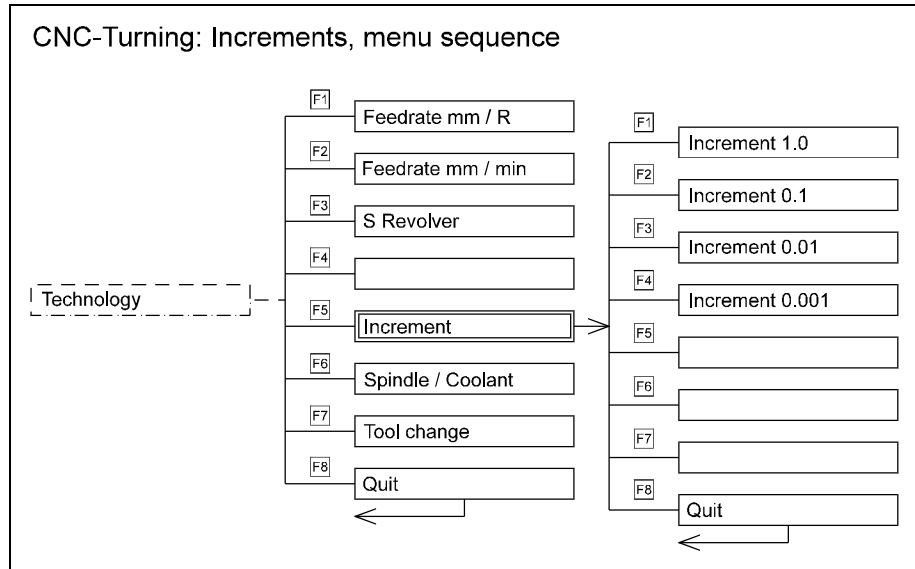 CNC-Turning: Increments, menu sequence
Technology
F1
Feedrate mm / R
F2
Feedrate mm / min
F3
S Revolver
F4
F5
Increment
F6
Spindle / Coolant
F7
Tool change
F8
Quit
F1
Increment 1.0
F2
Increment 0.1
F3
Increment 0.01
F4
Increment 0.001
F5
F6
F7
F8
Quit